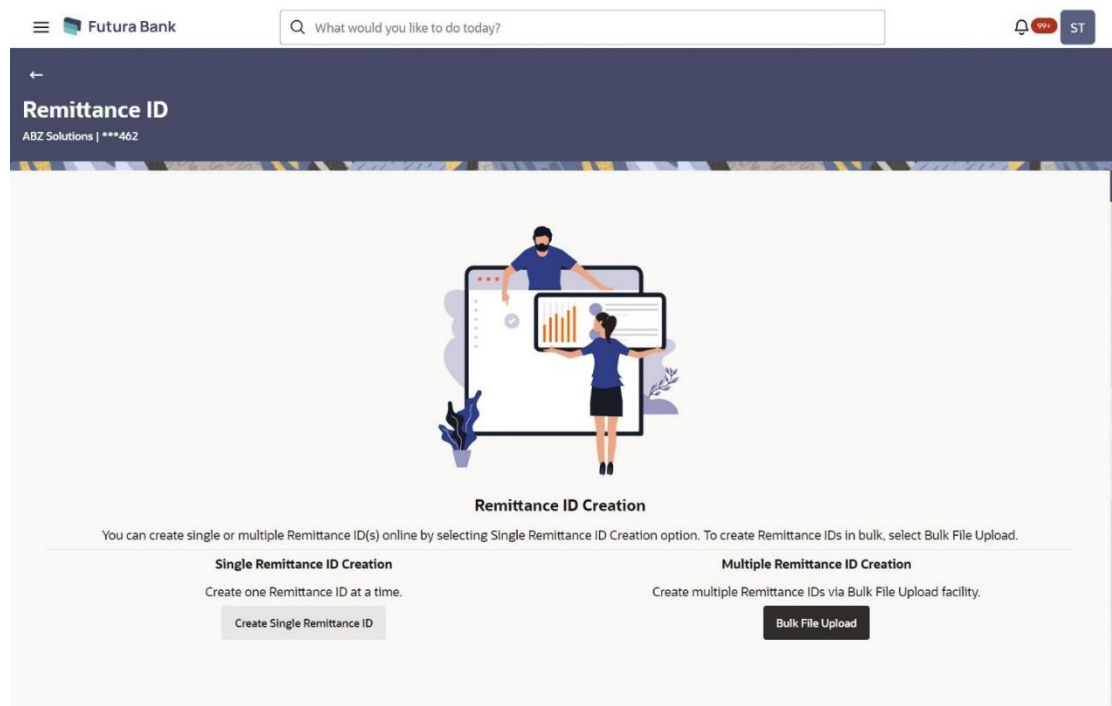 Futura Bank
What would you like to do today?
99+
ST
Remittance ID
ABZ Solutions | ***462
Remittance ID Creation
You can create single or multiple Remittance ID(s) online by selecting Single Remittance ID Creation option. To create Remittance IDs in bulk, select Bulk File Upload.
Single Remittance ID Creation
Create one Remittance ID at a time.
Create Single Remittance ID
Multiple Remittance ID Creation
Create multiple Remittance IDs via Bulk File Upload facility.
Bulk File Upload